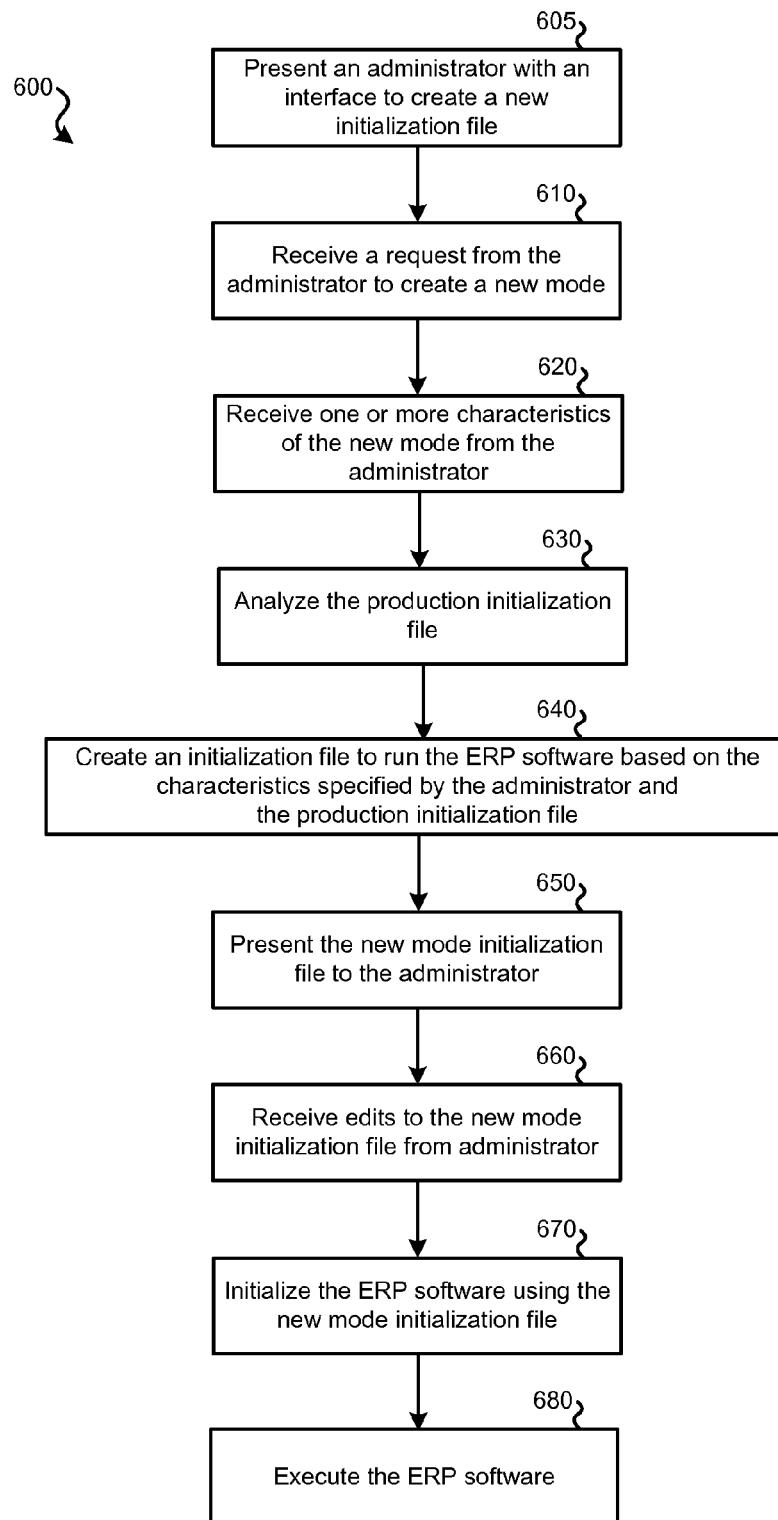 605
Present an administrator with an
interface to create a new
initialization file
600
610
Receive a request from the
administrator to create a new mode
620
Receive one or more characteristics
of the new mode from the
administrator
630
Analyze the production initialization
file
640
Create an initialization file to run the ERP software based on the
characteristics specified by the administrator and
the production initialization file
650
Present the new mode initialization
file to the administrator
660
Receive edits to the new mode
initialization file from administrator
670
Initialize the ERP software using the
new mode initialization file
680
Execute the ERP software